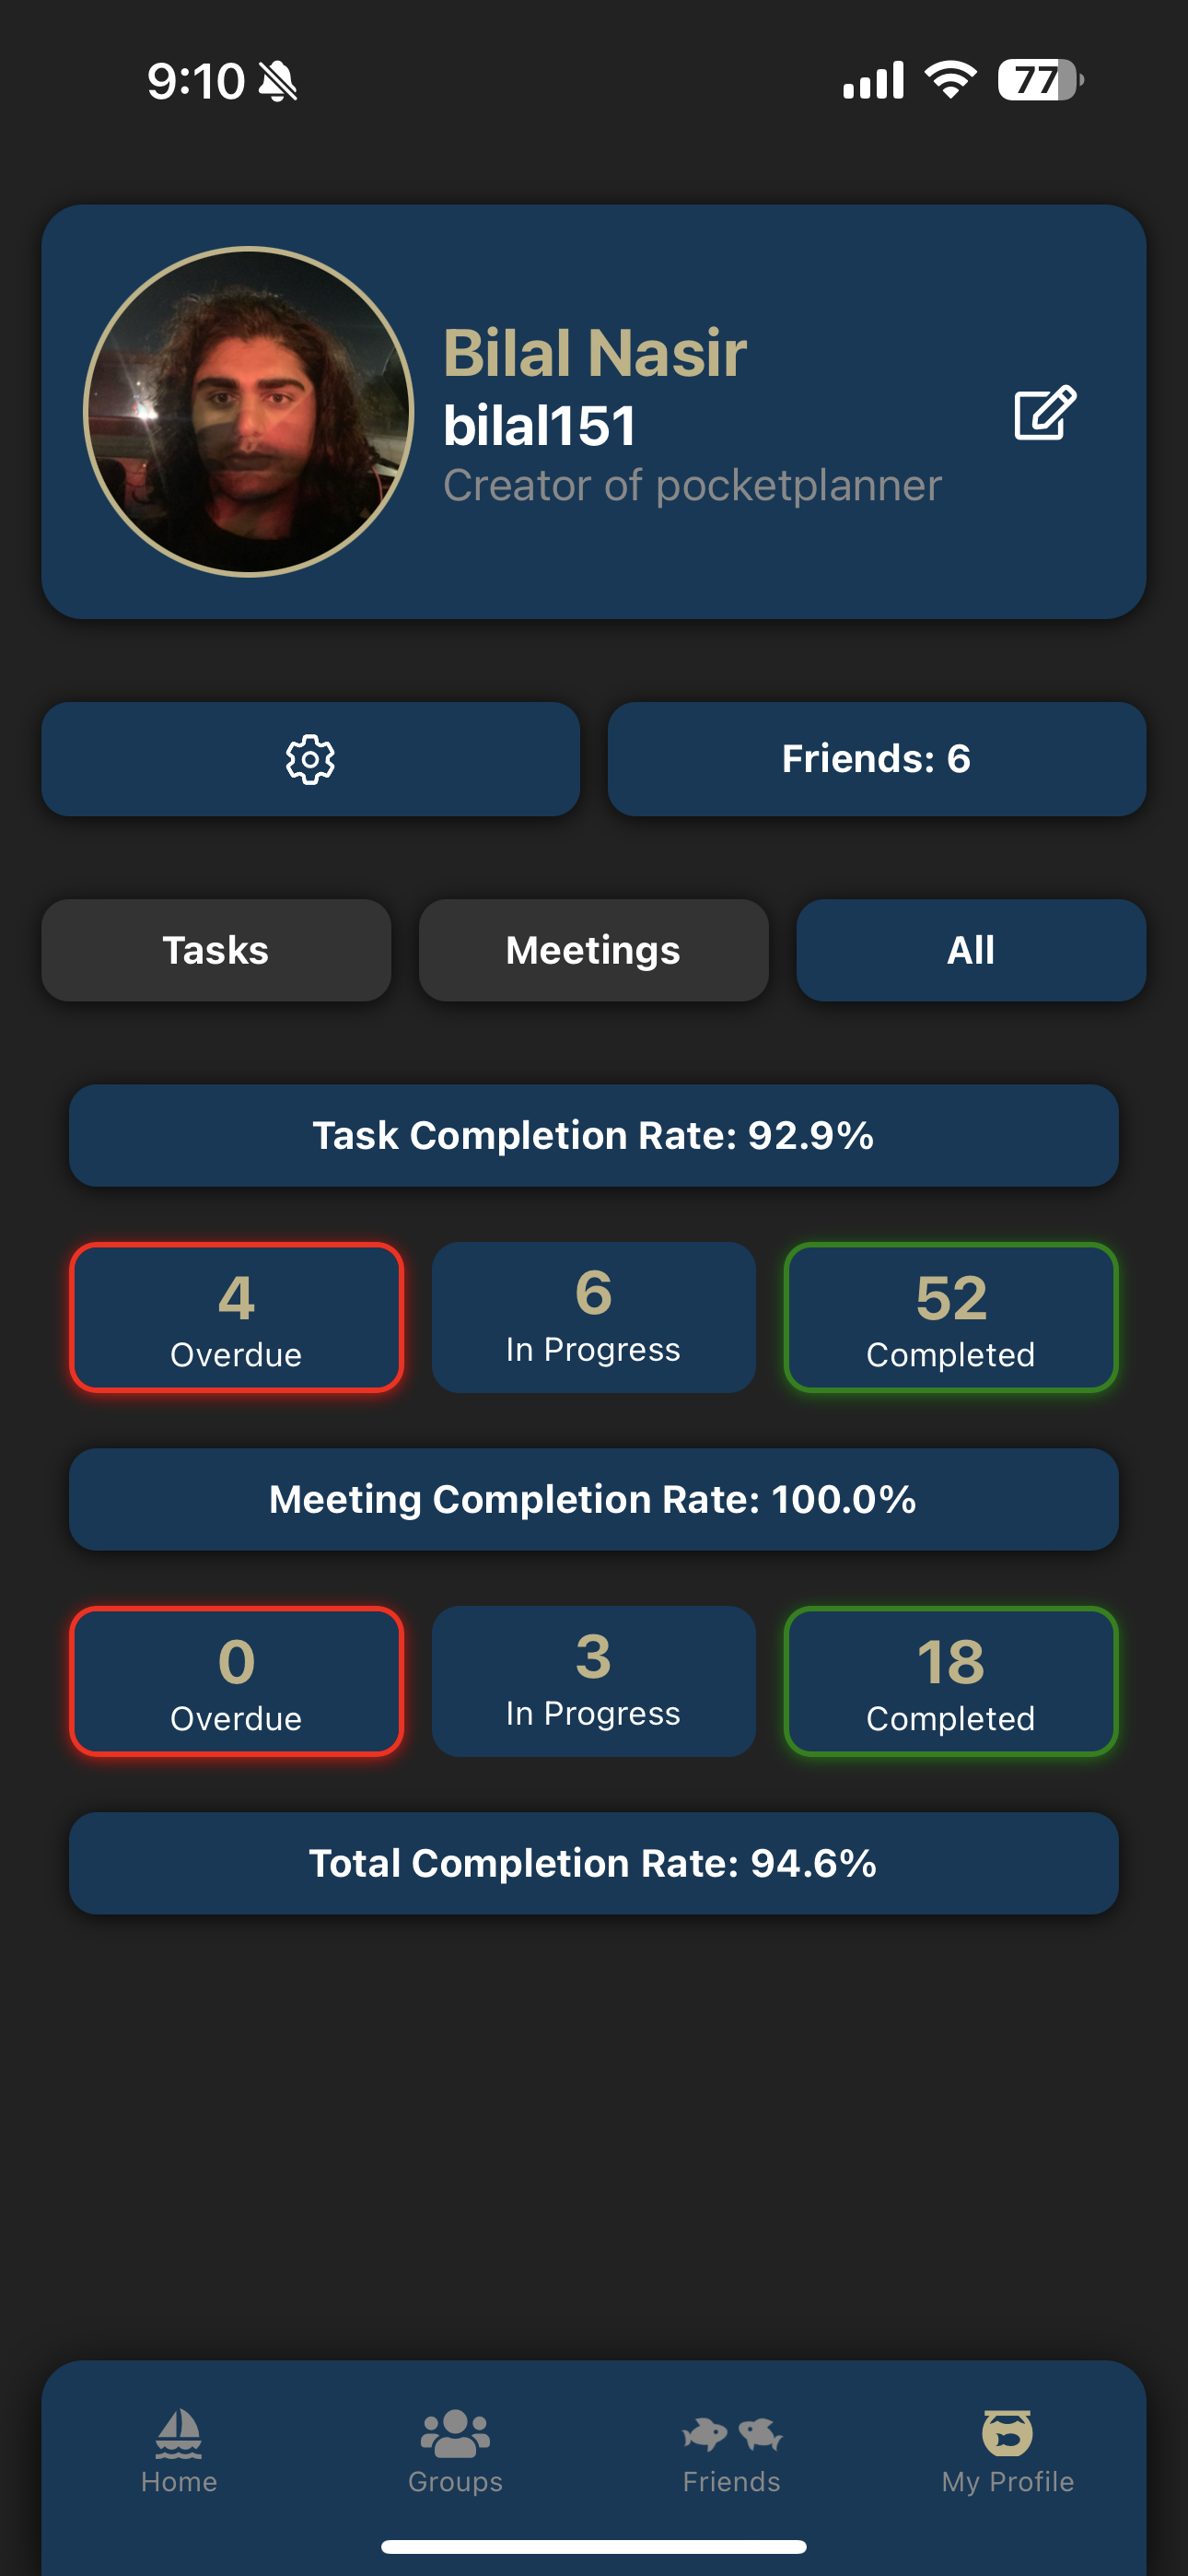 9:10
77
Bilal Nasir
bilal151
Creator of pocketplanner
Friends: 6
Tasks
Meetings
All
Task Completion Rate: 92.9%
4
Overdue
6
In Progress
52
Completed
Meeting Completion Rate: 100.0%
0
Overdue
3
In Progress
18
Completed
Total Completion Rate: 94.6%
Home
Groups
Friends
My Profile